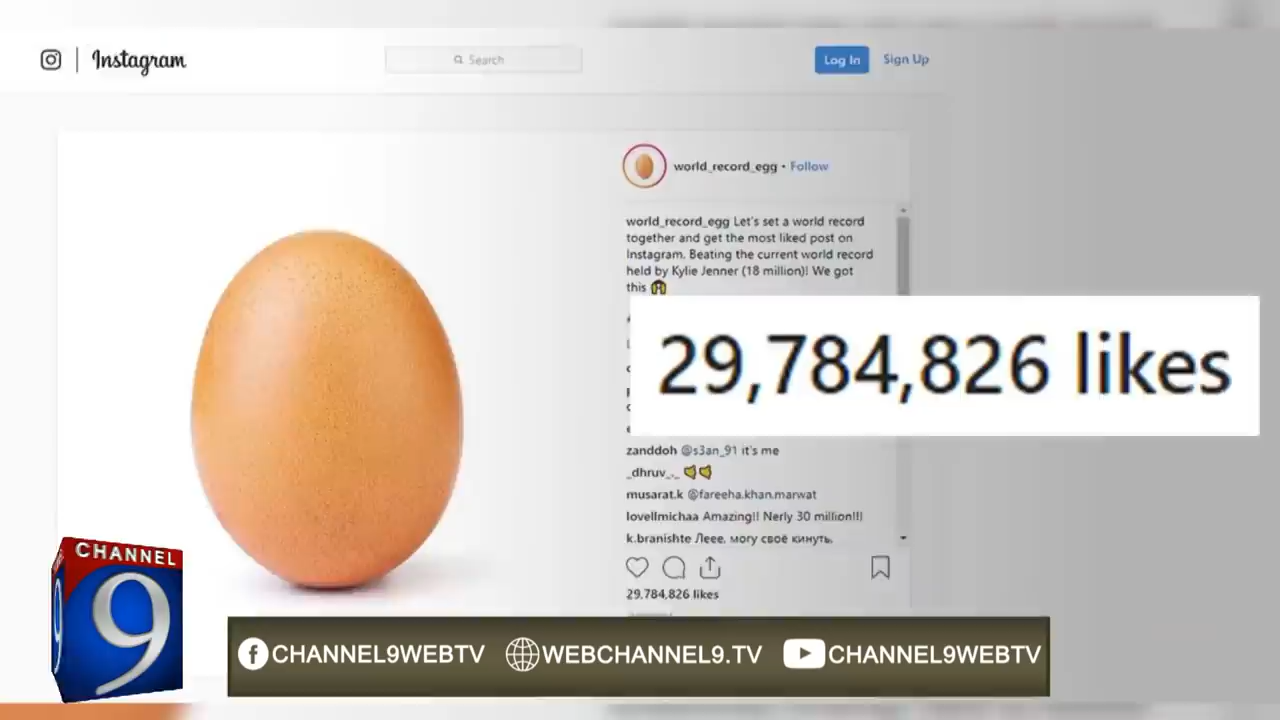 Instagram
Search
Log In
Sign Up
world_record_egg • Follow
world_record_egg Let's set a world record
together and get the most liked post on
Instagram. Beating the current world record
held by Kylie Jenner (18 million)! We got
this
29,784,826 likes
zanddoh @s3an_91 it's me
_dhruv_._
musarat.k @fareeha.khan.marwat
lovellmichaa Amazing!! Nerly 30 million!!!
k.branishte Леее, могу своё кинуть,
29,784,826 likes
CHANNEL
9
CHANNEL9WEBTV
WEBCHANNEL9.TV
CHANNEL9WEBTV